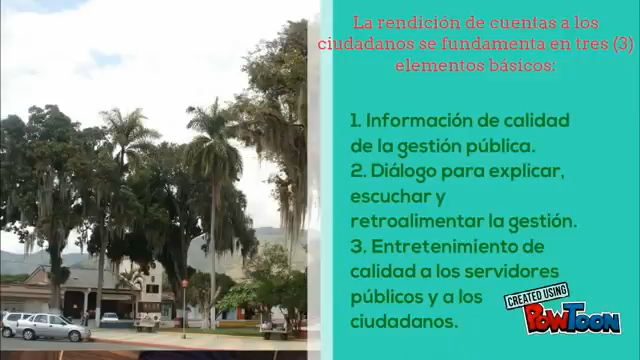 La rendición de cuentas a los
ciudadanos se fundamenta en tres (3)
elementos básicos:
1. Información de calidad
de la gestión pública.
2. Diálogo para explicar,
escuchar y
retroalimentar la gestión.
3. Entretenimiento de
calidad a los servidores
públicos y a los
ciudadanos.
CREATED USING
POWTOON